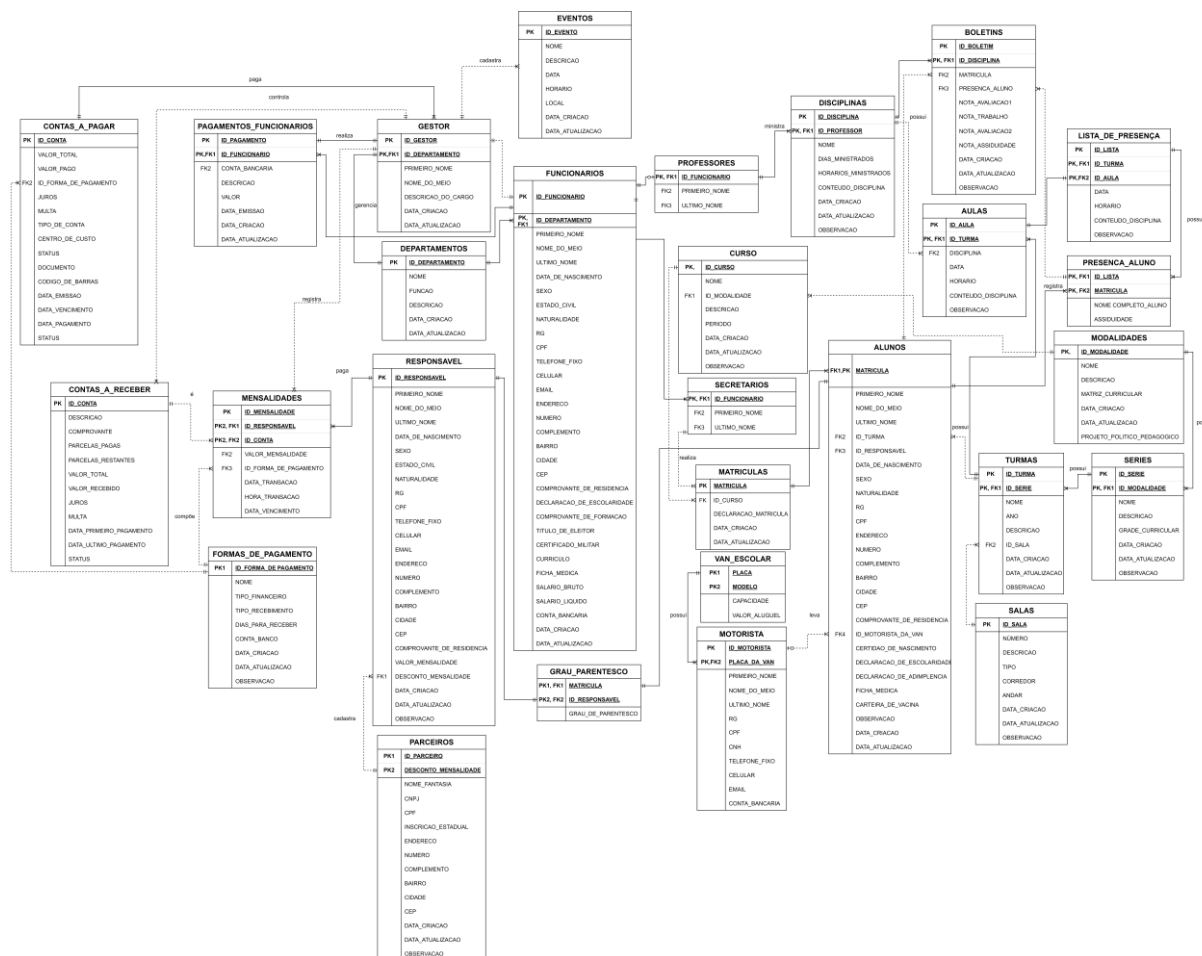 EVENTOS
PK ID_EVENTO
NOME
DESCRICAO
DATA
HORARIO
LOCAL
DATA_CRIACAO
DATA_ATUALIZACAO
cadastra
paga
controla
BOLETINS
PK ID_BOLETIM
PK, FK1 ID_DISCIPLINA
FK2 MATRICULA
FK3 PRESENCA_ALUNO
NOTA_AVALIACAO1
NOTA_TRABALHO
NOTA_AVALIACAO2
NOTA_ASSIDUIDADE
DATA_CRIACAO
DATA_ATUALIZACAO
OBSERVACAO
CONTAS_A_PAGAR
PK ID_CONTA
VALOR_TOTAL
VALOR_PAGO
FK2 ID_FORMA_DE_PAGAMENTO
JUROS
MULTA
TIPO_DE_CONTA
CENTRO_DE_CUSTO
STATUS
DOCUMENTO
CODIGO_DE_BARRAS
DATA_EMISSAO
DATA_VENCIMENTO
DATA_PAGAMENTO
STATUS
PAGAMENTOS_FUNCIONARIOS
PK ID_PAGAMENTO
PK,FK1 ID_FUNCIONARIO
FK2 CONTA_BANCARIA
DESCRICAO
VALOR
DATA_EMISSAO
DATA_CRIACAO
DATA_ATUALIZACAO
realiza
GESTOR
PK ID_GESTOR
PK,FK1 ID_DEPARTAMENTO
PRIMEIRO_NOME
NOME_DO_MEIO
DESCRICAO_DO_CARGO
DATA_CRIACAO
DATA_ATUALIZACAO
gerencia
registra
DISCIPLINAS
PK ID_DISCIPLINA
PK, FK1 ID_PROFESSOR
NOME
DIAS_MINISTRADOS
HORARIOS_MINISTRADOS
CONTEUDO_DISCIPLINA
DATA_CRIACAO
DATA_ATUALIZACAO
OBSERVACAO
ministra
possui
LISTA_DE_PRESENÇA
PK ID_LISTA
PK, FK1 ID_TURMA
PK,FK2 ID_AULA
DATA
HORARIO
CONTEUDO_DISCIPLINA
OBSERVACAO
PROFESSORES
PK, FK1 ID_FUNCIONARIO
FK2 PRIMEIRO_NOME
FK3 ULTIMO_NOME
FUNCIONARIOS
PK ID_FUNCIONARIO
PK, FK1 ID_DEPARTAMENTO
PRIMEIRO_NOME
NOME_DO_MEIO
ULTIMO_NOME
DATA_DE_NASCIMENTO
SEXO
ESTADO_CIVIL
NATURALIDADE
RG
CPF
TELEFONE_FIXO
CELULAR
EMAIL
ENDERECO
NUMERO
COMPLEMENTO
BAIRRO
CIDADE
CEP
COMPROVANTE_DE_RESIDENCIA
DECLARACAO_DE_ESCOLARIDADE
COMPROVANTE_DE_FORMACAO
TITULO_DE_ELEITOR
CERTIFICADO_MILITAR
CURRICULO
FICHA_MEDICA
SALARIO_BRUTO
SALARIO_LIQUIDO
CONTA_BANCARIA
DATA_CRIACAO
DATA_ATUALIZACAO
AULAS
PK ID_AULA
PK, FK1 ID_TURMA
FK2 DISCIPLINA
DATA
HORARIO
CONTEUDO_DISCIPLINA
OBSERVACAO
possu
DEPARTAMENTOS
PK ID_DEPARTAMENTO
NOME
FUNCAO
DESCRICAO
DATA_CRIACAO
DATA_ATUALIZACAO
CURSO
PK, ID_CURSO
NOME
FK1 ID_MODALIDADE
DESCRICAO
PERIODO
DATA_CRIACAO
DATA_ATUALIZACAO
OBSERVACAO
PRESENCA_ALUNO
PK, FK1 ID_LISTA
PK, FK2 MATRICULA
NOME COMPLETO_ALUNO
ASSIDUIDADE
registra
MODALIDADES
PK, ID_MODALIDADE
NOME
DESCRICAO
MATRIZ_CURRICULAR
DATA_CRIACAO
DATA_ATUALIZACAO
PROJETO_POLITICO_PEDAGOGICO
po
ALUNOS
FK1,PK MATRICULA
PRIMEIRO_NOME
NOME_DO_MEIO
ULTIMO_NOME
FK2 ID_TURMA
FK3 ID_RESPONSAVEL
DATA_DE_NASCIMENTO
SEXO
NATURALIDADE
RG
CPF
ENDERECO
NUMERO
COMPLEMENTO
BAIRRO
CIDADE
CEP
COMPROVANTE_DE_RESIDENCIA
FK4 ID_MOTORISTA_DA_VAN
CERTIDAO_DE_NASCIMENTO
DECLARACAO_DE_ESCOLARIDADE
DECLARACAO_DE_ADIMPLENCIA
FICHA_MEDICA
CARTEIRA_DE_VACINA
OBSERVACAO
DATA_CRIACAO
DATA_ATUALIZACAO
possui
RESPONSAVEL
PK ID_RESPONSAVEL
PRIMEIRO_NOME
NOME_DO_MEIO
ULTIMO_NOME
DATA_DE_NASCIMENTO
SEXO
ESTADO_CIVIL
NATURALIDADE
RG
CPF
TELEFONE_FIXO
CELULAR
EMAIL
ENDERECO
NUMERO
COMPLEMENTO
BAIRRO
CIDADE
CEP
COMPROVANTE_DE_RESIDENCIA
VALOR_MENSALIDADE
FK1 DESCONTO_MENSALIDADE
DATA_CRIACAO
DATA_ATUALIZACAO
OBSERVACAO
paga
CONTAS_A_RECEBER
PK ID_CONTA
DESCRICAO
COMPROVANTE
PARCELAS_PAGAS
PARCELAS_RESTANTES
VALOR_TOTAL
VALOR_RECEBIDO
JUROS
MULTA
DATA_PRIMEIRO_PAGAMENTO
DATA_ULTIMO_PAGAMENTO
STATUS
é
MENSALIDADES
PK ID_MENSALIDADE
PK2, FK1 ID_RESPONSAVEL
PK2, FK2 ID_CONTA
FK2 VALOR_MENSALIDADE
FK3 ID_FORMA_DE_PAGAMENTO
DATA_TRANSACAO
HORA_TRANSACAO
DATA_VENCIMENTO
compõe
SECRETARIOS
PK, FK1 ID_FUNCIONARIO
FK2 PRIMEIRO_NOME
FK3 ULTIMO_NOME
realiza
MATRICULAS
PK MATRICULA
FK ID_CURSO
DECLARACAO_MATRICULA
DATA_CRIACAO
DATA_ATUALIZACAO
TURMAS
PK ID_TURMA
PK, FK1 ID_SERIE
NOME
ANO
DESCRICAO
FK2 ID_SALA
DATA_CRIACAO
DATA_ATUALIZACAO
OBSERVACAO
possui
SERIES
PK ID_SERIE
PK, FK1 ID_MODALIDADE
NOME
DESCRICAO
GRADE_CURRICULAR
DATA_CRIACAO
DATA_ATUALIZACAO
OBSERVACAO
FORMAS_DE_PAGAMENTO
PK1 ID_FORMA_DE_PAGAMENTO
NOME
TIPO_FINANCEIRO
TIPO_RECEBIMENTO
DIAS_PARA_RECEBER
CONTA_BANCO
DATA_CRIACAO
DATA_ATUALIZACAO
OBSERVACAO
VAN_ESCOLAR
PK1 PLACA
PK2 MODELO
CAPACIDADE
VALOR_ALUGUEL
possui
leva
MOTORISTA
PK ID_MOTORISTA
PK,FK2 PLACA_DA_VAN
PRIMEIRO_NOME
NOME_DO_MEIO
ULTIMO_NOME
RG
CPF
CNH
TELEFONE_FIXO
CELULAR
EMAIL
CONTA_BANCARIA
SALAS
PK ID_SALA
NÚMERO
DESCRICAO
TIPO
CORREDOR
ANDAR
DATA_CRIACAO
DATA_ATUALIZACAO
OBSERVACAO
GRAU_PARENTESCO
PK1, FK1 MATRICULA
PK2, FK2 ID_RESPONSAVEL
GRAU_DE_PARENTESCO
cadastra
PARCEIROS
PK1 ID_PARCEIRO
PK2 DESCONTO_MENSALIDADE
NOME_FANTASIA
CNPJ
CPF
INSCRICAO_ESTADUAL
ENDERECO
NUMERO
COMPLEMENTO
BAIRRO
CIDADE
CEP
DATA_CRIACAO
DATA_ATUALIZACAO
OBSERVACAO